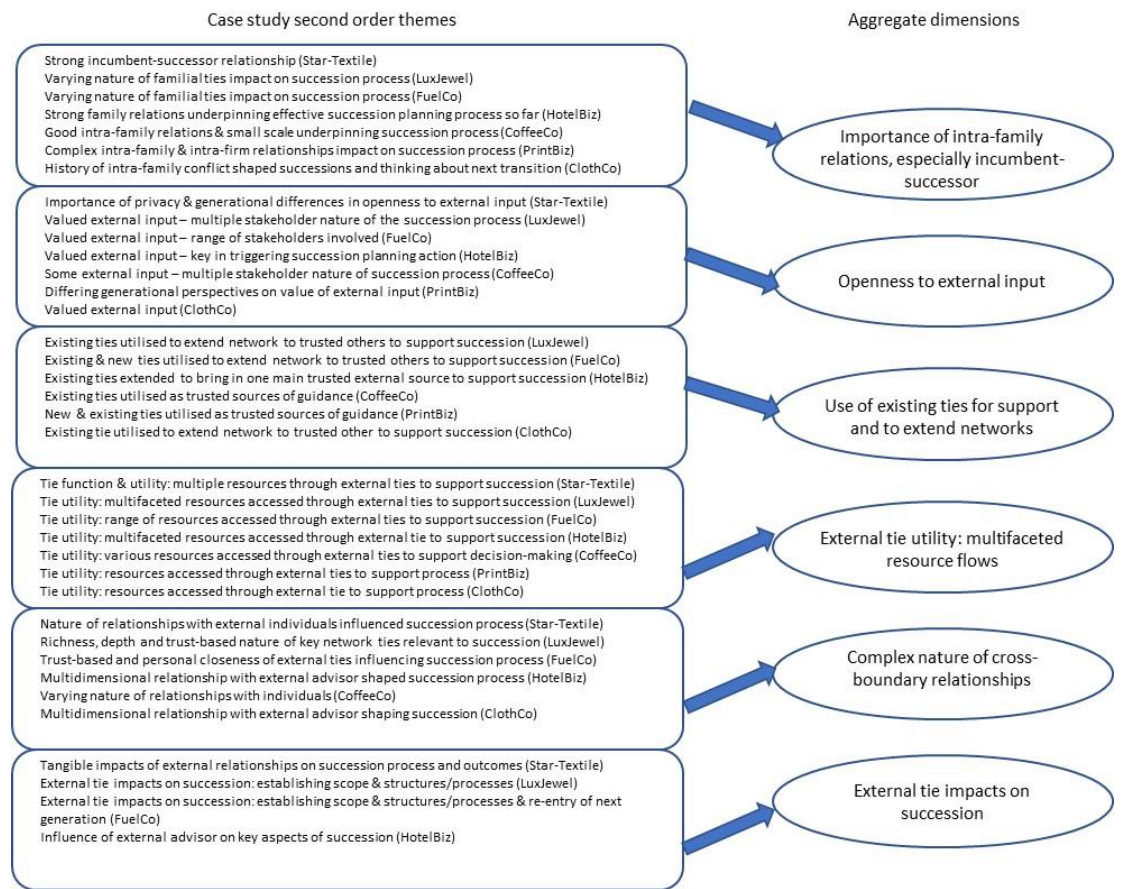 Case study second order themes
Aggregate dimensions
Strong incumbent-successor relationship (Star-Textile)
Varying nature of familial ties impact on succession process (LuxJewel)
Varying nature of familial ties impact on succession process (FuelCo)
Strong family relations underpinning effective succession planning process so far (HotelBiz)
Good intra-family relations & small scale underpinning succession process (CoffeeCo)
Complex intra-family & intra-firm relationships impact on succession process (PrintBiz)
History of intra-family conflict shaped successions and thinking about next transition (ClothCo)
Importance of intra-family
relations, especially incumbent-
successor
Importance of privacy & generational differences in openness to external input (Star-Textile)
Valued external input – multiple stakeholder nature of the succession process (LuxJewel)
Valued external input – range of stakeholders involved (FuelCo)
Valued external input – key in triggering succession planning action (HotelBiz)
Some external input – multiple stakeholder nature of succession process (CoffeeCo)
Differing generational perspectives on value of external input (PrintBiz)
Valued external input (ClothCo)
Openness to external input
Existing ties utilised to extend network to trusted others to support succession (LuxJewel)
Existing & new ties utilised to extend network to trusted others to support succession (FuelCo)
Existing ties extended to bring in one main trusted external source to support succession (HotelBiz)
Existing ties utilised as trusted sources of guidance (CoffeeCo)
New & existing ties utilised as trusted sources of guidance (PrintBiz)
Existing tie utilised to extend network to trusted other to support succession (ClothCo)
Use of existing ties for support
and to extend networks
Tie function & utility: multiple resources through external ties to support succession (Star-Textile)
Tie utility: multifaceted resources accessed through external ties to support succession (LuxJewel)
Tie utility: range of resources accessed through external ties to support succession (FuelCo)
Tie utility: multifaceted resources accessed through external tie to support succession (HotelBiz)
Tie utility: various resources accessed through external ties to support decision-making (CoffeeCo)
Tie utility: resources accessed through external ties to support process (PrintBiz)
Tie utility: resources accessed through external tie to support process (ClothCo)
External tie utility: multifaceted
resource flows
Nature of relationships with external individuals influenced succession process (Star-Textile)
Richness, depth and trust-based nature of key network ties relevant to succession (LuxJewel)
Trust-based and personal closeness of external ties influencing succession process (FuelCo)
Multidimensional relationship with external advisor shaped succession process (HotelBiz)
Varying nature of relationships with individuals (CoffeeCo)
Multidimensional relationship with external advisor shaping succession (ClothCo)
Complex nature of cross-
boundary relationships
Tangible impacts of external relationships on succession process and outcomes (Star-Textile)
External tie impacts on succession: establishing scope & structures/processes (LuxJewel)
External tie impacts on succession: establishing scope & structures/processes & re-entry of next
generation (FuelCo)
Influence of external advisor on key aspects of succession (HotelBiz)
External tie impacts on
succession